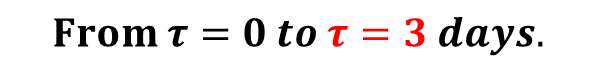 From τ = 0 to τ = 3 days.